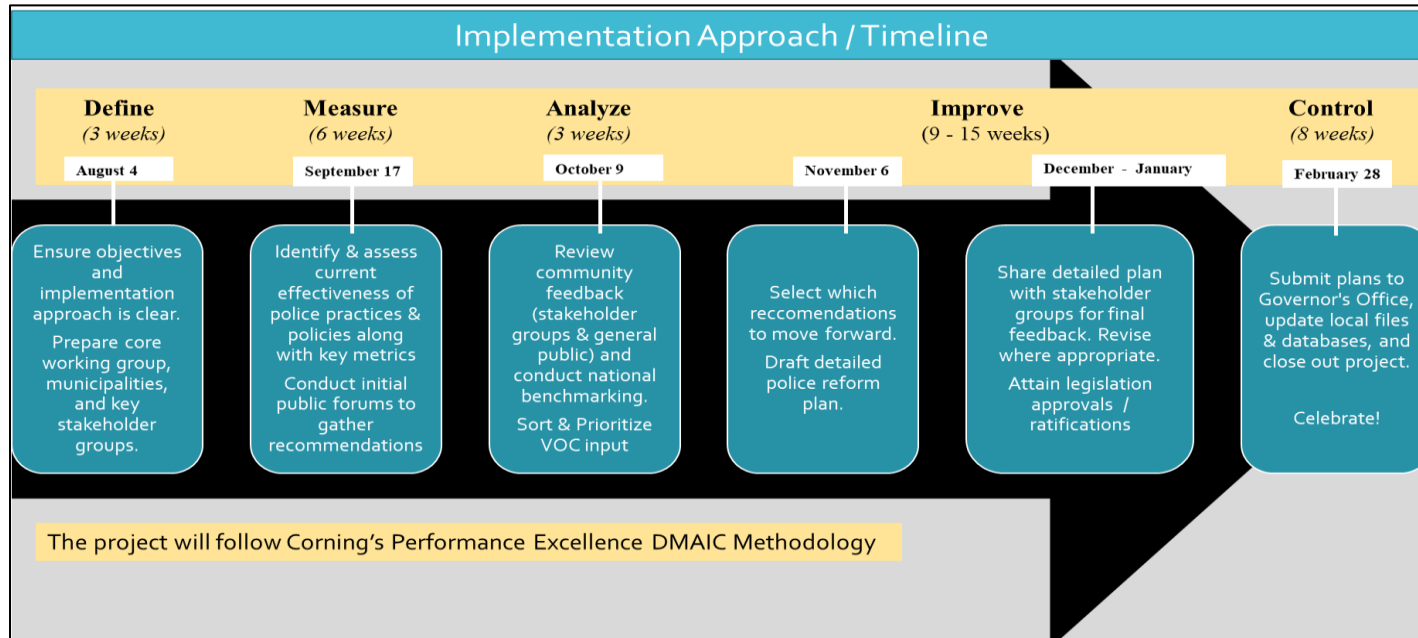 Implementation Approach / Timeline
Define
(3 weeks)
Measure
(6 weeks)
Analyze
(3 weeks)
Improve
(9 - 15 weeks)
Control
(8 weeks)
August 4
September 17
October 9
November 6
December - January
February 28
Ensure objectives
and
implementation
approach is clear.
Prepare core
working group,
municipalities,
and key
stakeholder
groups.
Identify & assess
current
effectiveness of
police practices &
policies along
with key metrics
Conduct initial
public forums to
gather
recommendations
Review
community
feedback
(stakeholder
groups & general
public) and
conduct national
benchmarking.
Sort & Prioritize
VOC input
Select which
reccomendations
to move forward.
Draft detailed
police reform
plan.
Share detailed plan
with stakeholder
groups for final
feedback. Revise
where appropriate.
Attain legislation
approvals /
ratifications
Submit plans to
Governor's Office,
update local files
& databases, and
close out project.
Celebrate!
The project will follow Corning's Performance Excellence DMAIC Methodology